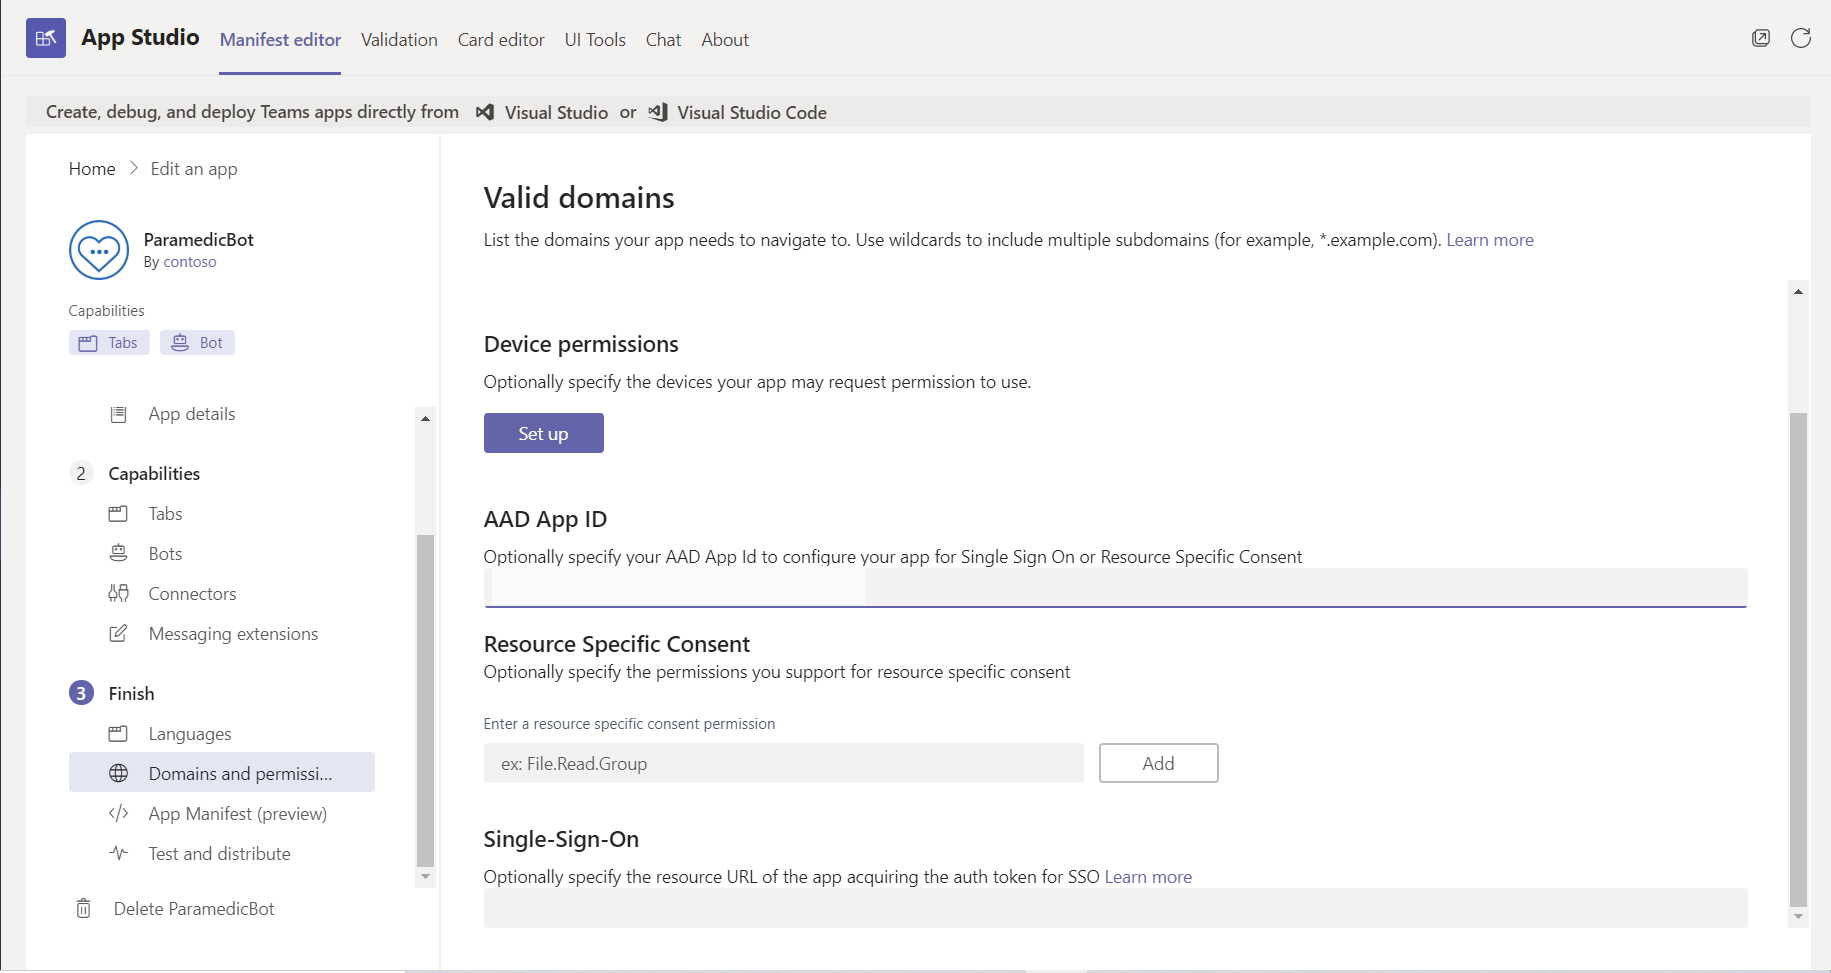 App Studio
Manifest editor
Validation
Card editor
UI Tools
Chat
About
Create, debug, and deploy Teams apps directly from Visual Studio or Visual Studio Code
Home > Edit an app
ParamedicBot
By contoso
Capabilities
Tabs
Bot
App details
2 Capabilities
Tabs
Bots
Connectors
Messaging extensions
3 Finish
Languages
Domains and permissi...
App Manifest (preview)
Test and distribute
Delete ParamedicBot
Valid domains
List the domains your app needs to navigate to. Use wildcards to include multiple subdomains (for example, *.example.com). Learn more
Device permissions
Optionally specify the devices your app may request permission to use.
Set up
AAD App ID
Optionally specify your AAD App Id to configure your app for Single Sign On or Resource Specific Consent
Resource Specific Consent
Optionally specify the permissions you support for resource specific consent
Enter a resource specific consent permission
ex: File.Read.Group
Add
Single-Sign-On
Optionally specify the resource URL of the app acquiring the auth token for SSO Learn more